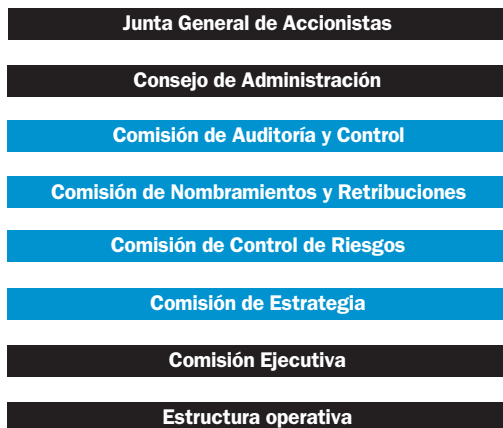 Junta General de Accionistas
Consejo de Administración
Comisión de Auditoría y Control
Comisión de Nombramientos y Retribuciones
Comisión de Control de Riesgos
Comisión de Estrategia
Comisión Ejecutiva
Estructura operativa